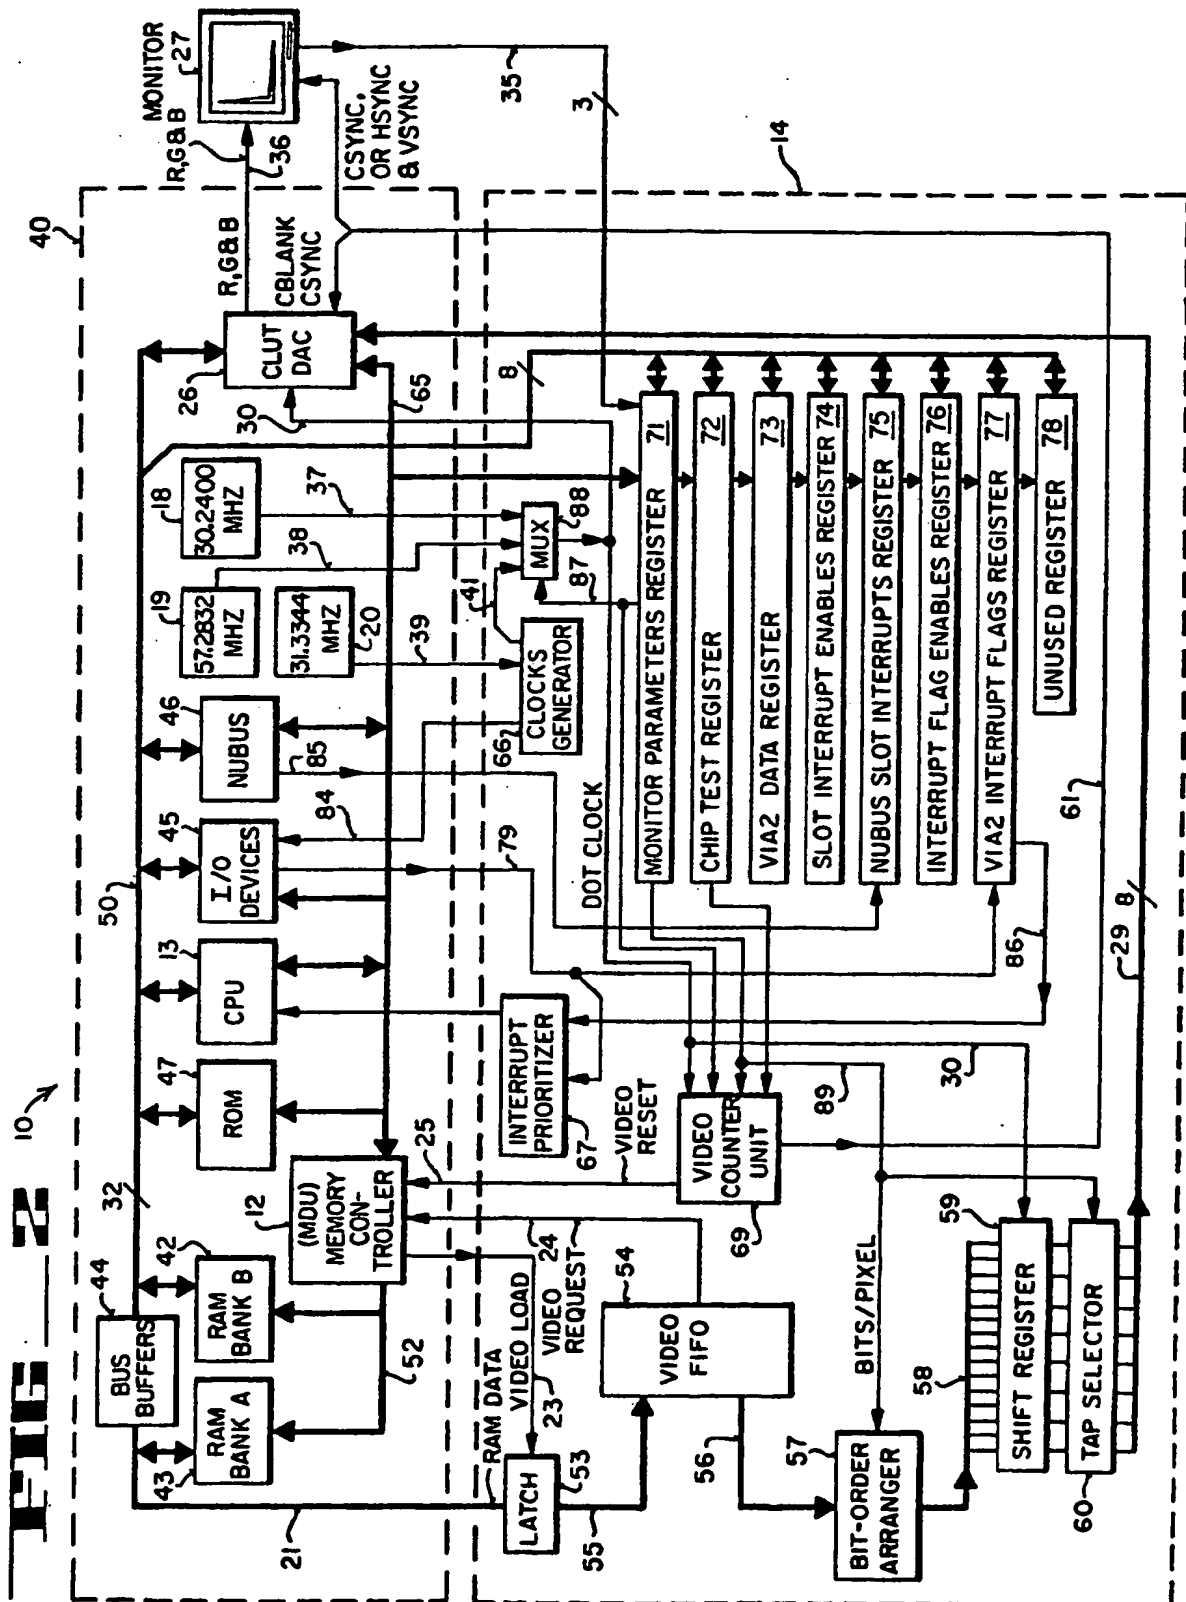 FIG_2
10
40
50
32
44
BUS
BUFFERS
43
RAM
BANK A
42
RAM
BANK B
47
ROM
13
CPU
45
I/O
DEVICES
46
NUBUS
19
57.2832
MHZ
18
30.2400
MHZ
31.3344
MHZ
20
26
CLUT
DAC
R,G&B
R,G&B
36
MONITOR
27
35
CBLANK
CSYNC
CSYNC,
OR HSYNC
& VSYNC
12
(MDU)
MEMORY
CON-
TROLLER
52
21
84
85
38
37
39
30
65
41
79
RAM DATA
VIDEO LOAD
23
VIDEO
REQUEST
24
25
VIDEO
RESET
INTERRUPT
PRIORITIZER
67
66
CLOCKS
GENERATOR
MUX
88
87
8
3
14
DOT CLOCK
LATCH
53
55
54
VIDEO
FIFO
56
VIDEO
COUNTER
UNIT
69
MONITOR PARAMETERS REGISTER 71
CHIP TEST REGISTER 72
VIA2 DATA REGISTER 73
SLOT INTERRUPT ENABLES REGISTER 74
NUBUS SLOT INTERRUPTS REGISTER 75
INTERRUPT FLAG ENABLES REGISTER 76
VIA2 INTERRUPT FLAGS REGISTER 77
UNUSED REGISTER 78
86
61
89
30
BITS/PIXEL
57
BIT-ORDER
ARRANGER
58
59
SHIFT REGISTER
TAP SELECTOR
60
29
8